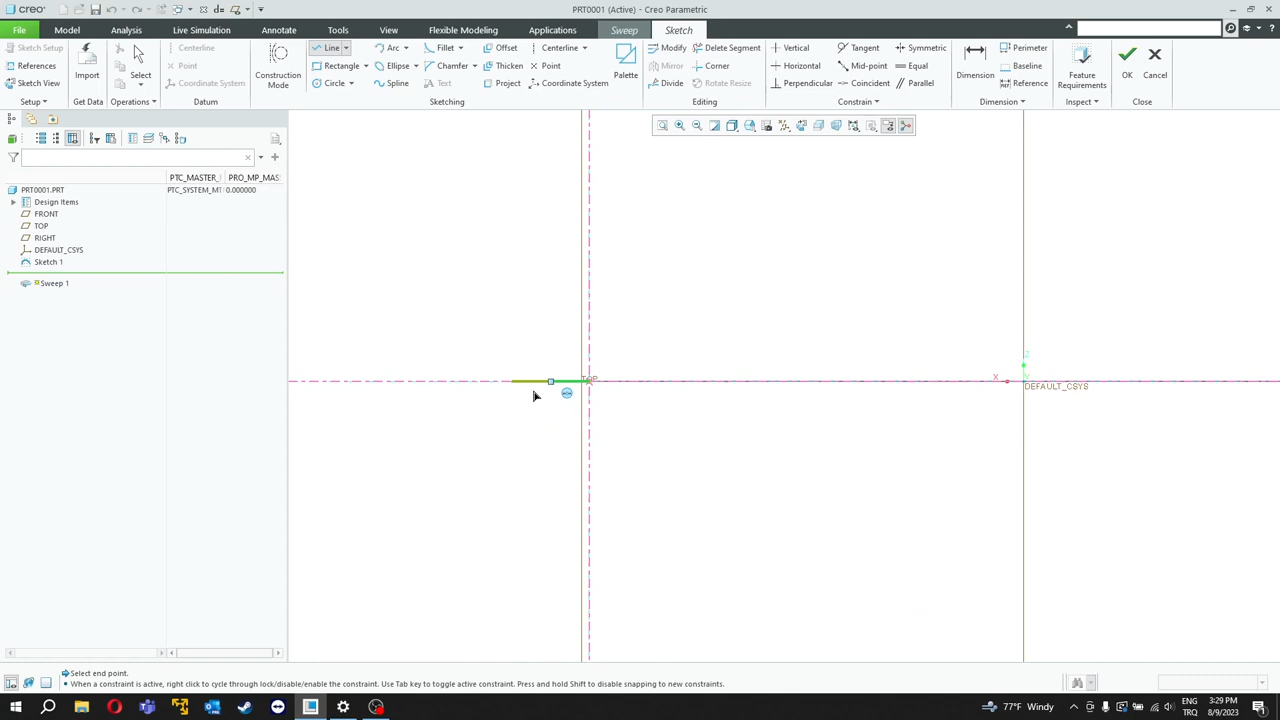 creo
PRT0001 (Active) - Creo Parametric
File
Model
Analysis
Live Simulation
Annotate
Tools
View
Flexible Modeling
Applications
Sweep
Sketch
Sketch Setup
References
Sketch View
Setup
Import
Get Data
Select
Operations
Centerline
Point
Coordinate System
Datum
Construction Mode
Line
Rectangle
Circle
Arc
Ellipse
Spline
Fillet
Chamfer
Text
Offset
Thicken
Project
Centerline
Point
Coordinate System
Sketching
Palette
Modify
Mirror
Divide
Delete Segment
Corner
Rotate Resize
Editing
Vertical
Horizontal
Perpendicular
Tangent
Mid-point
Coincident
Symmetric
Equal
Parallel
Constrain
Dimension
Perimeter
Baseline
Reference
Dimension
Feature Requirements
Inspect
OK
Cancel
Close
PTC_MASTER_
PRO_MP_MAS
PRT0001.PRT
PTC_SYSTEM_MT
0.000000
Design Items
FRONT
TOP
RIGHT
DEFAULT_CSYS
Sketch 1
Sweep 1
TOP
Z
X
Y
DEFAULT_CSYS
Select end point.
When a constraint is active, right click to cycle through lock/disable/enable the constraint. Use Tab key to toggle active constraint. Press and hold Shift to disable snapping to new constraints.
77°F Windy
ENG
TRQ
3:29 PM
8/9/2023